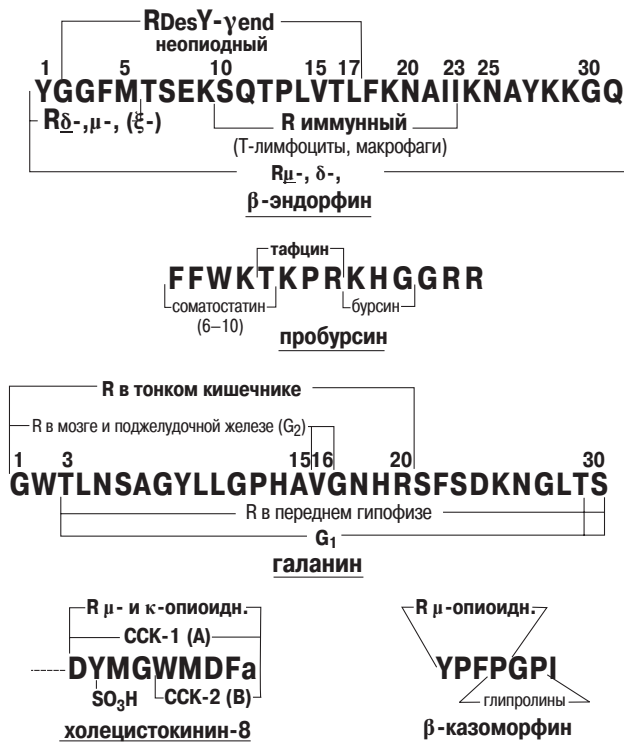 RDesY-γend
неопиодный
1 5 10 15 17 20 23 25 30
YGGFMTSEKSQTPLVTLFKNAIIKNAYKKGQ
Rδ-,μ-, (ξ-) R иммунный
(Т-лимфоциты, макрофаги)
Rμ-, δ-,
β-эндорфин
тафцин
FFWKTKPRKHGGRR
соматостатин бурсин
(6–10)
пробурсин
R в тонком кишечнике
R в мозге и поджелудочной железе (G2)
1 3 15 16 20 30
GWTLNSAGYLLGPHAVGNHRSFSDKNGLTS
R в переднем гипофизе
G1
галанин
R μ- и κ-опиоидн. R μ-опиоидн.
CCK-1 (A)
DYMGWMDFa YPFPGPI
SO3H CCK-2 (B) глипролины
холецистокинин-8 β-казоморфин